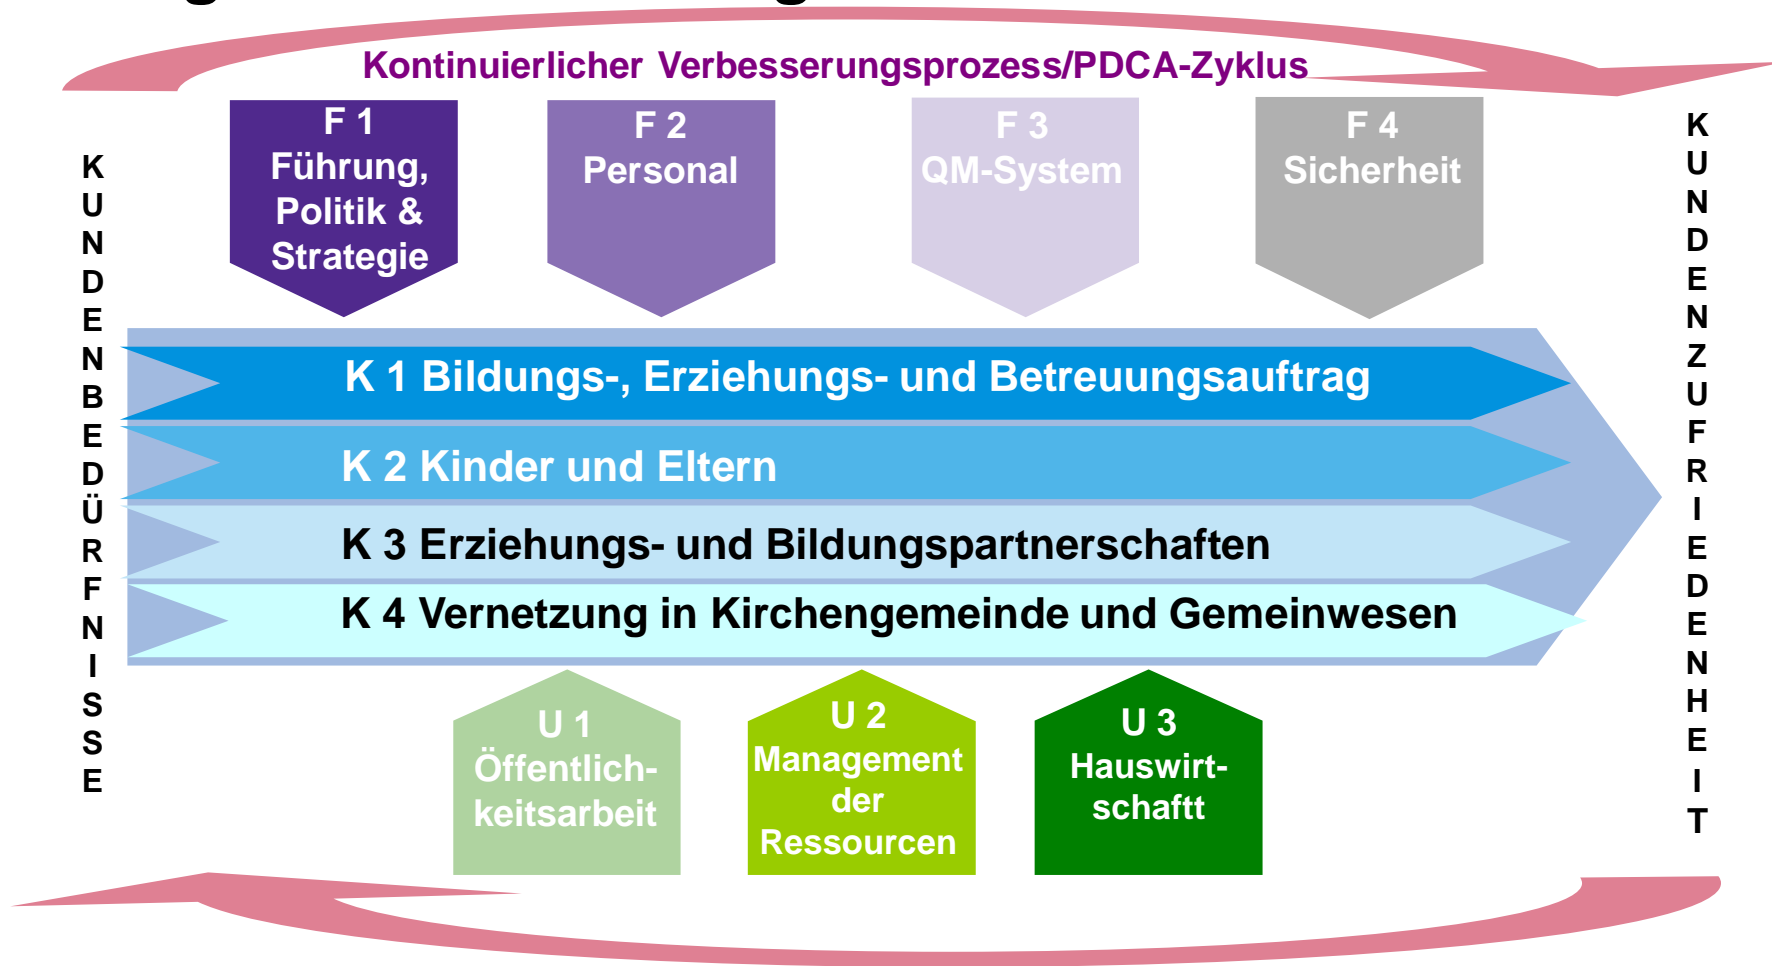 Kontinuierlicher Verbesserungsprozess/PDCA-Zyklus
F 1
Führung,
Politik &
Strategie
F 2
Personal
F 3
QM-System
F 4
Sicherheit
KUNDENBEDÜRFNISSE
K 1 Bildungs-, Erziehungs- und Betreuungsauftrag
K 2 Kinder und Eltern
K 3 Erziehungs- und Bildungspartnerschaften
K 4 Vernetzung in Kirchengemeinde und Gemeinwesen
KUNDENZUFRIEDENHEIT
U 1
Öffentlich-
keitsarbeit
U 2
Management
der
Ressourcen
U 3
Hauswirt-
schaftt